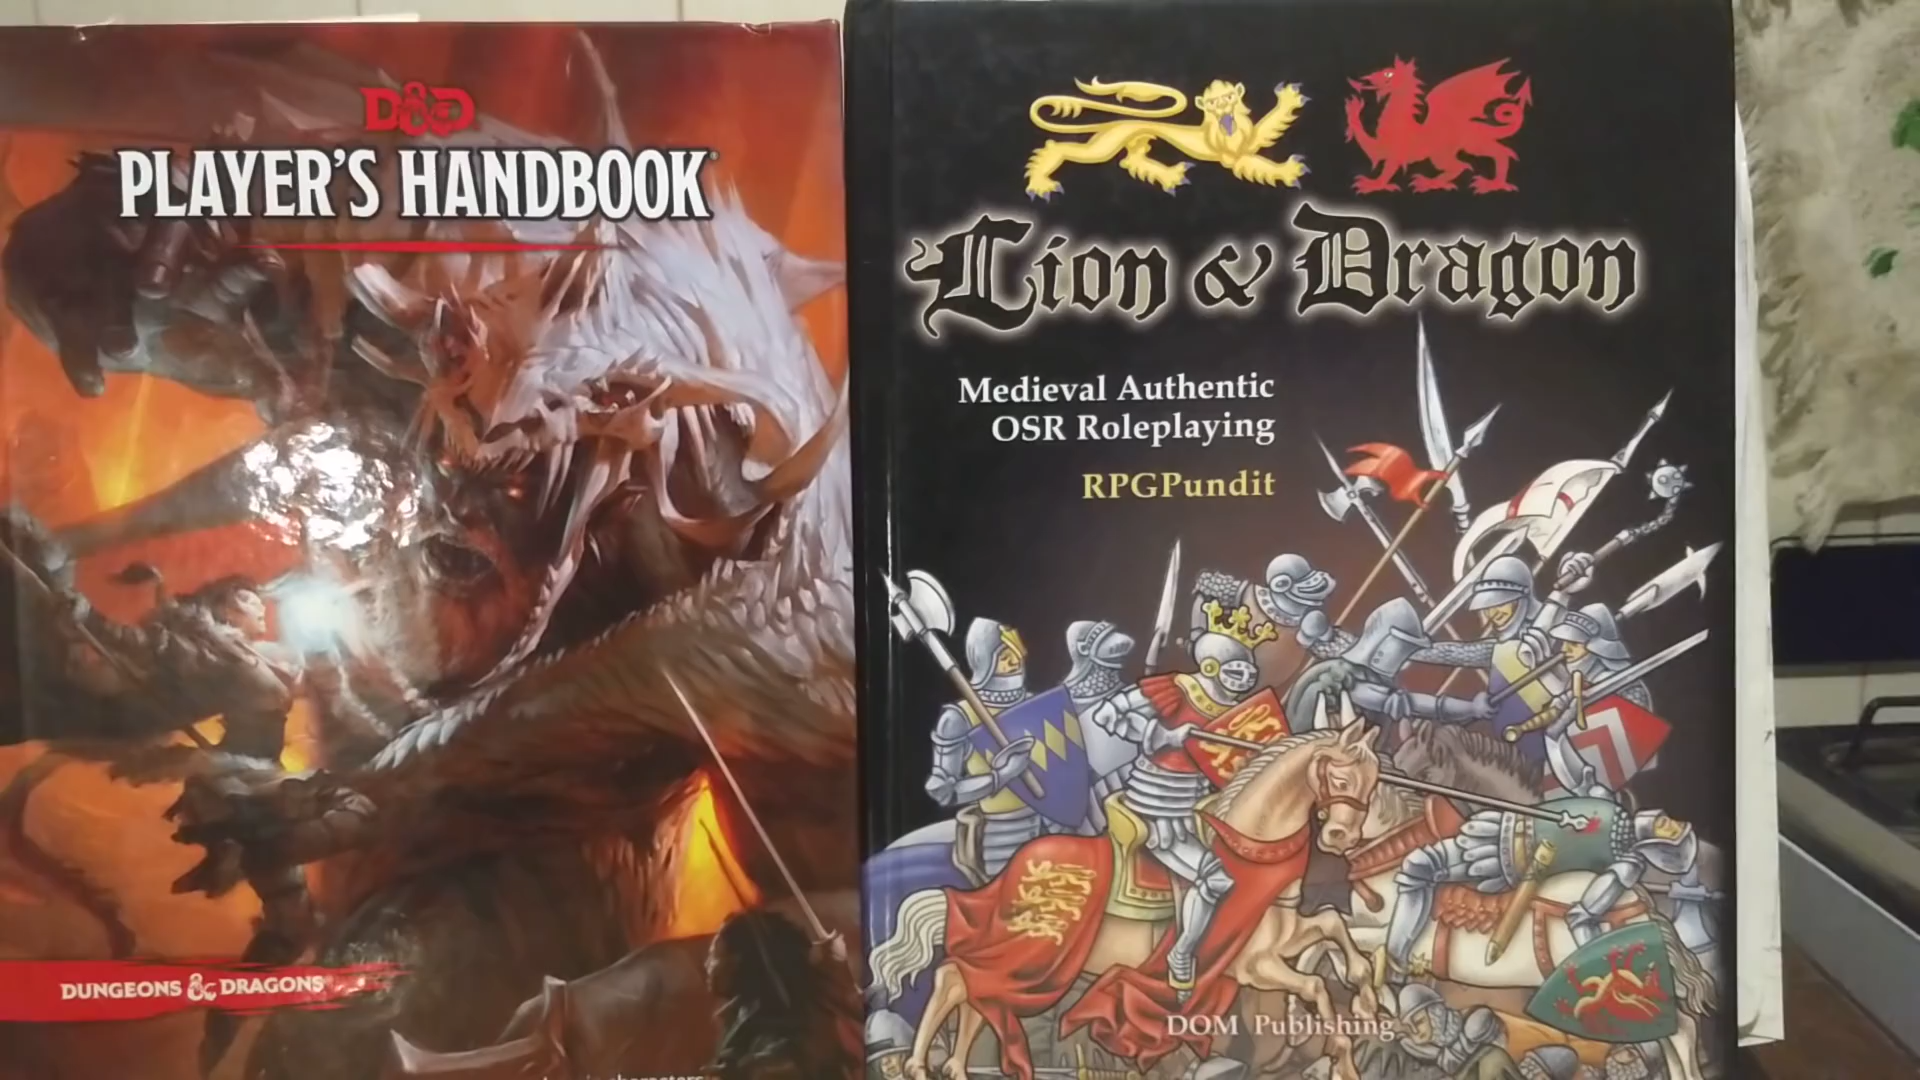 D&D
PLAYER'S HANDBOOK
DUNGEONS & DRAGONS
Lion & Dragon
Medieval Authentic
OSR Roleplaying
RPGPundit
DOM Publishing